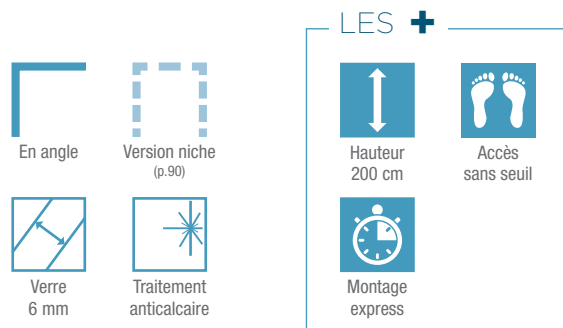 LES +
En angle
Version niche
(p.90)
Hauteur
200 cm
Accès
sans seuil
Verre
6 mm
Traitement
anticalcaire
Montage
express